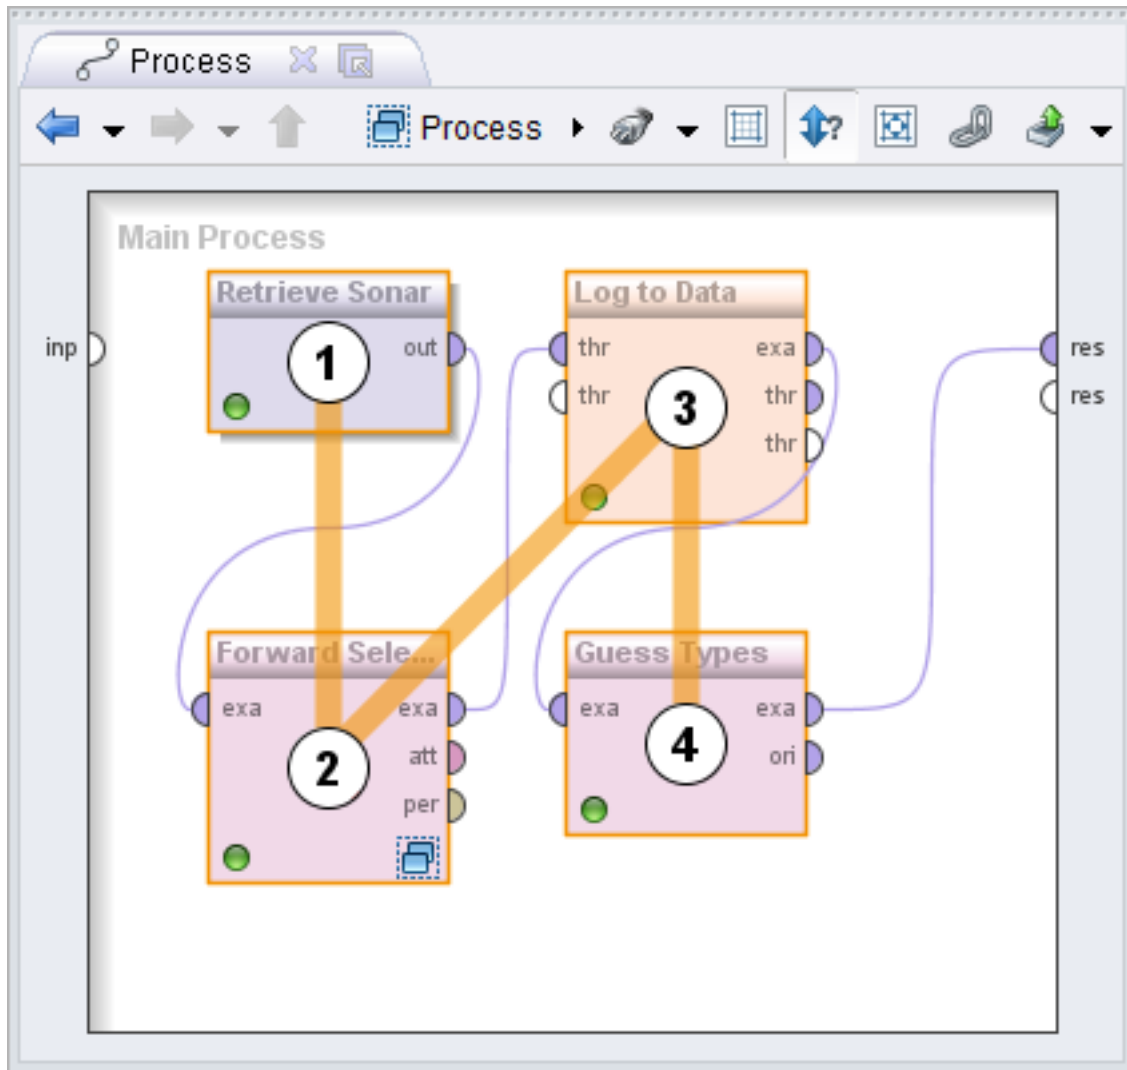 Process
Process
Main Process
Retrieve Sonar
Log to Data
inp
1
out
thr
exa
res
thr
3
thr
res
thr
Forward Sele...
Guess Types
exa
exa
exa
exa
2
att
4
ori
per
?